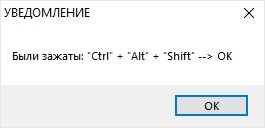 УВЕДОМЛЕНИЕ
Были зажаты: "Ctrl" + "Alt" + "Shift" --> OK
OK